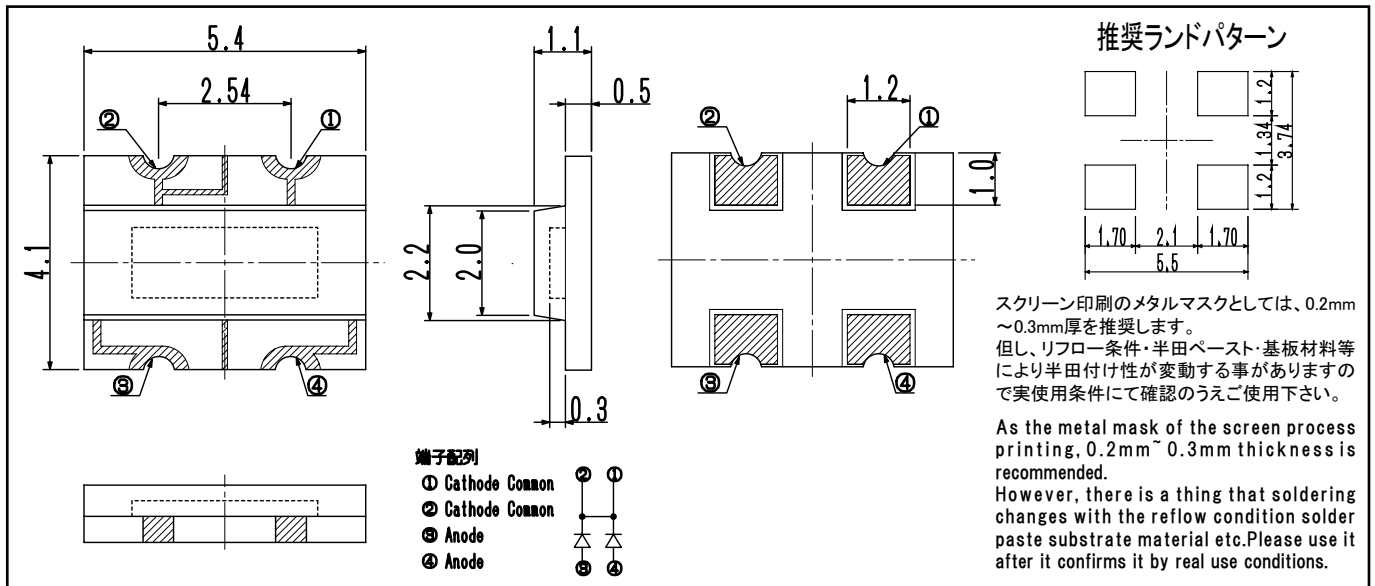 5.4
2.54
②
①
4.1
③
④
1.1
0.5
2.2
2.0
0.3
1.2
②
①
1.0
③
④
推奨ランドパターン
1.2
1.34
3.74
1.2
1.70
2.1
1.70
5.5
スクリーン印刷のメタルマスクとしては、0.2mm
～0.3mm厚を推奨します。
但し、リフロー条件・半田ペースト・基板材料等
により半田付け性が変動する事がありますの
で実使用条件にて確認のうえご使用下さい。
As the metal mask of the screen process
printing, 0.2mm~ 0.3mm thickness is
recommended.
However, there is a thing that soldering
changes with the reflow condition solder
paste substrate material etc.Please use it
after it confirms it by real use conditions.
端子配列
① Cathode Common
② Cathode Common
③ Anode
④ Anode
② ①
③ ④